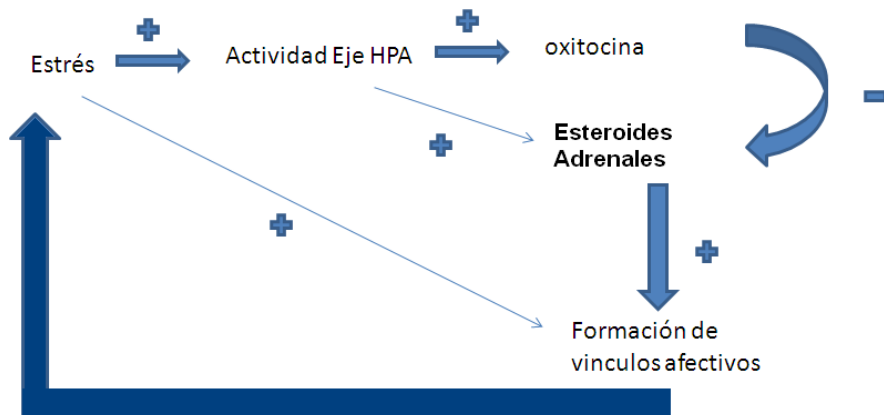 Estrés
Actividad Eje HPA
oxitocina
Esteroides
Adrenales
Formación de
vinculos afectivos